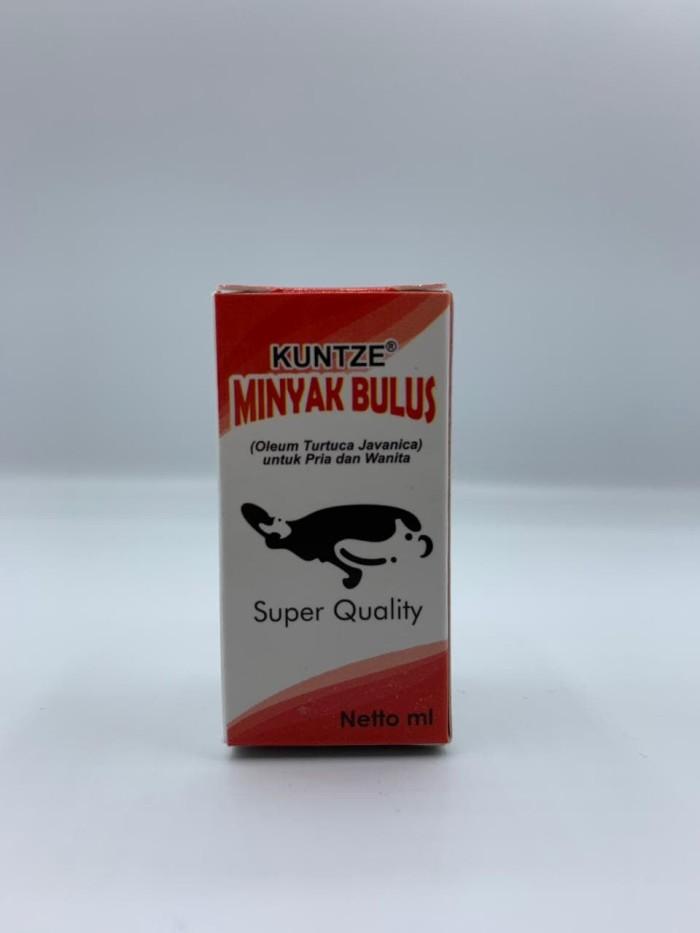 KUNTZE®
MINYAK BULUS
(Oleum Turtuca Javanica)
untuk Pria dan Wanita
Super Quality
Netto ml